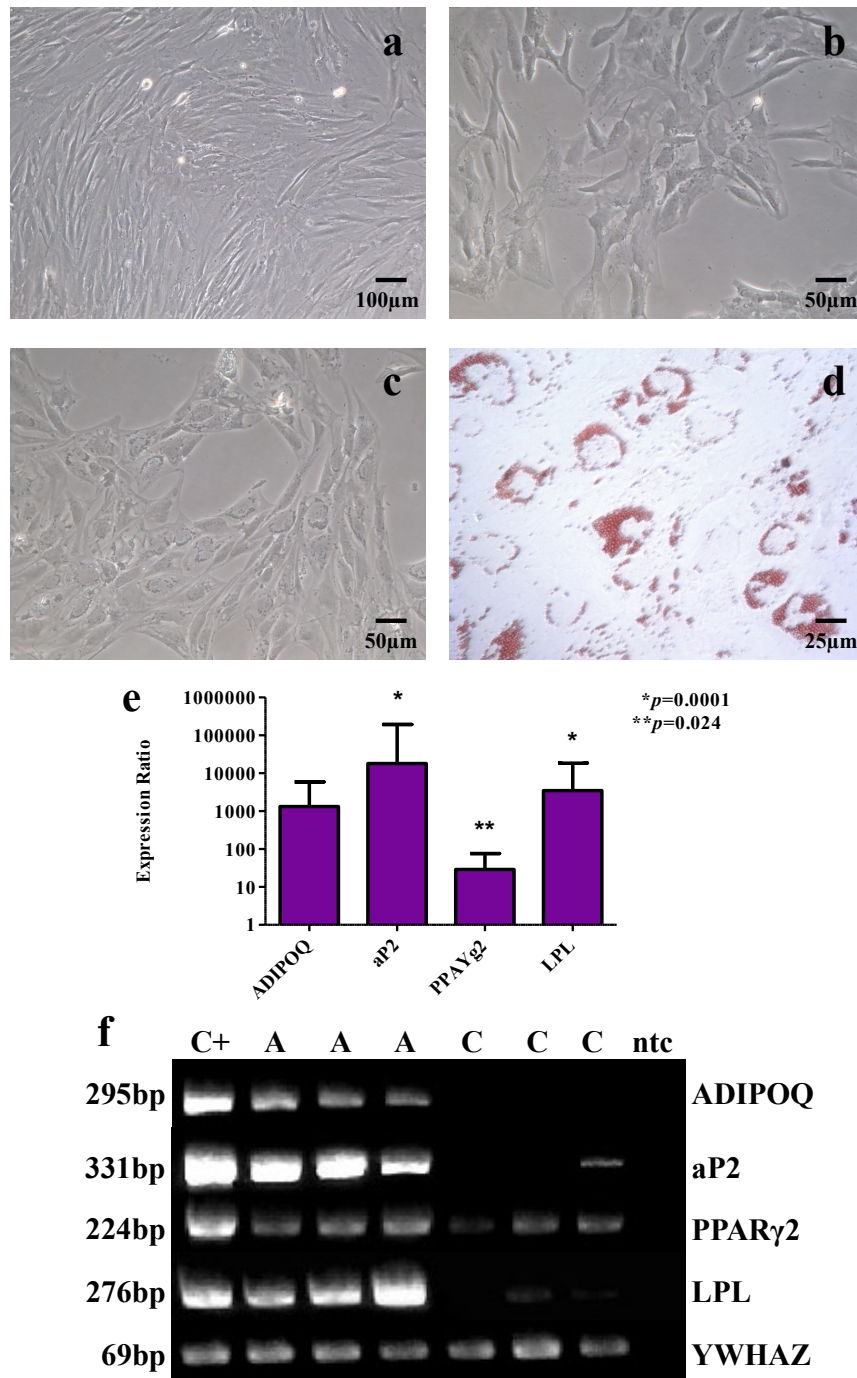 a
b
100µm
50µm
c
d
50µm
25µm
e
*p=0.0001
**p=0.024
Expression Ratio
1000000
100000
10000
1000
100
10
1
*
*
**
ADIPOQ
aP2
PPAYg2
LPL
f
C+ A A A C C C ntc
295bp ADIPOQ
331bp aP2
224bp PPARγ2
276bp LPL
69bp YWHAZ